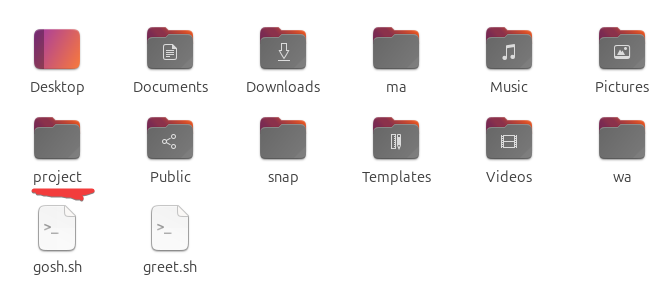 Desktop Documents Downloads ma Music Pictures
project Public snap Templates Videos wa
>_ >_
gosh.sh greet.sh